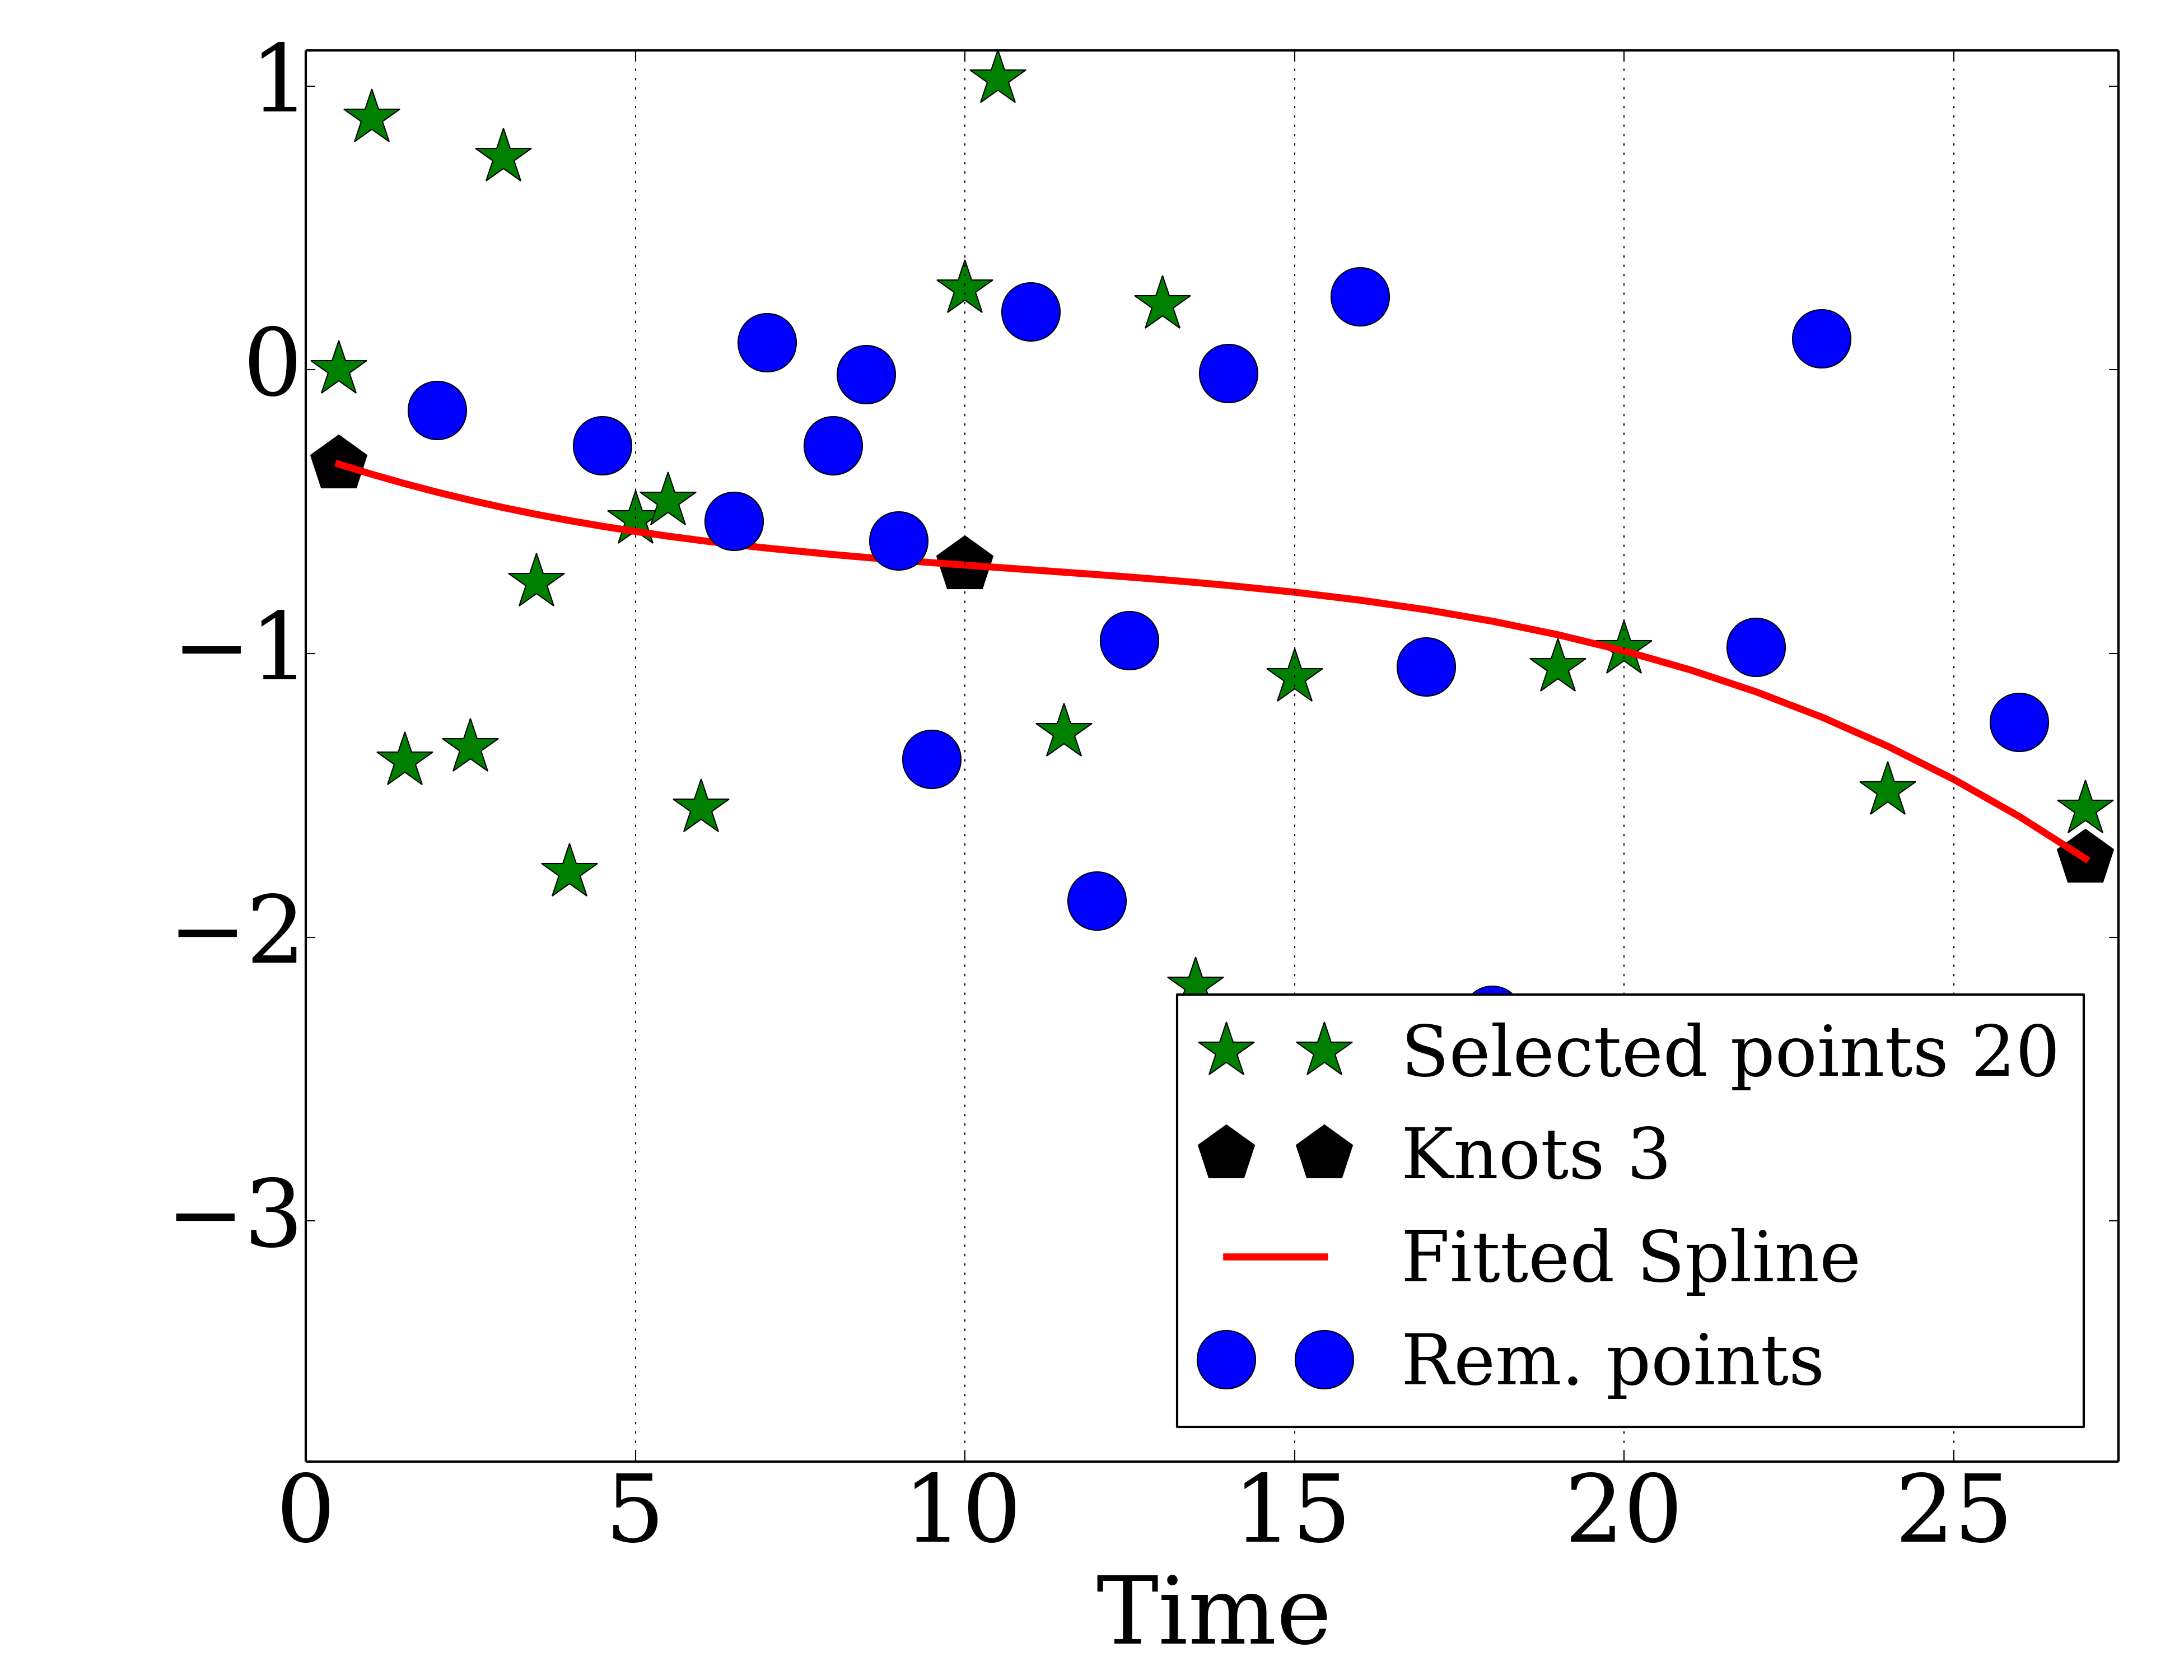 1
0
−1
−2
−3
Selected points 20
Knots 3
Fitted Spline
Rem. points
0 5 10 15 20 25
Time